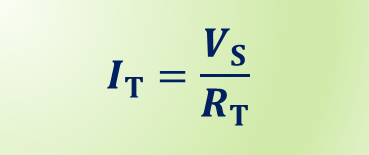 I_T = V_S / R_T